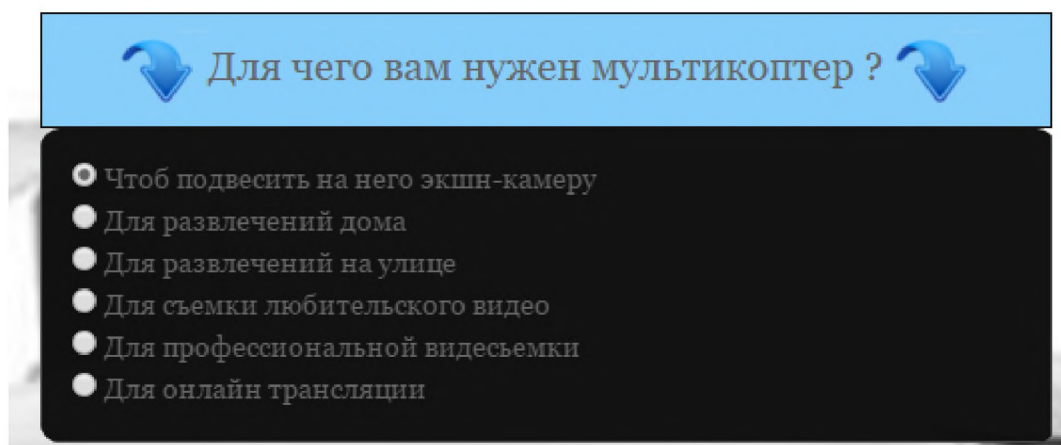 Для чего вам нужен мультикоптер ?
Чтоб подвесить на него экшн-камеру
Для развлечений дома
Для развлечений на улице
Для съемки любительского видео
Для профессиональной видесьемки
Для онлайн трансляции